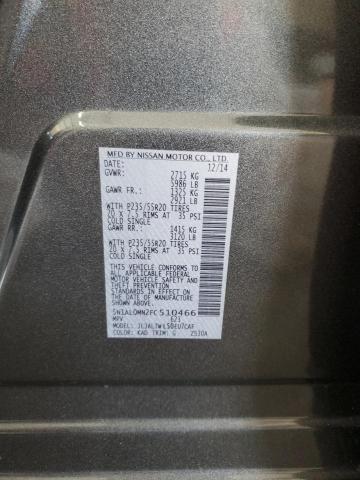 MFD BY NISSAN MOTOR CO., LTD.
DATE: 12/14
GVWR: 2715 KG
5986 LB
GAWR FR: 1325 KG
2921 LB
WITH P235/55R20 TIRES
20 x 7.5 RIMS AT 35 PSI
COLD SINGLE
GAWR RR: 1415 KG
3120 LB
WITH P235/55R20 TIRES
20 x 7.5 RIMS AT 35 PSI
COLD SINGLE
THIS VEHICLE CONFORMS TO
ALL APPLICABLE FEDERAL
MOTOR VEHICLE SAFETY
AND THEFT PREVENTION
STANDARDS IN EFFECT ON THE
DATE OF MANUFACTURE SHOWN
ABOVE
5N1AL0MN2FC510466
MPV 623
MODEL:
COLOR: KAD TRIM: G 2530A